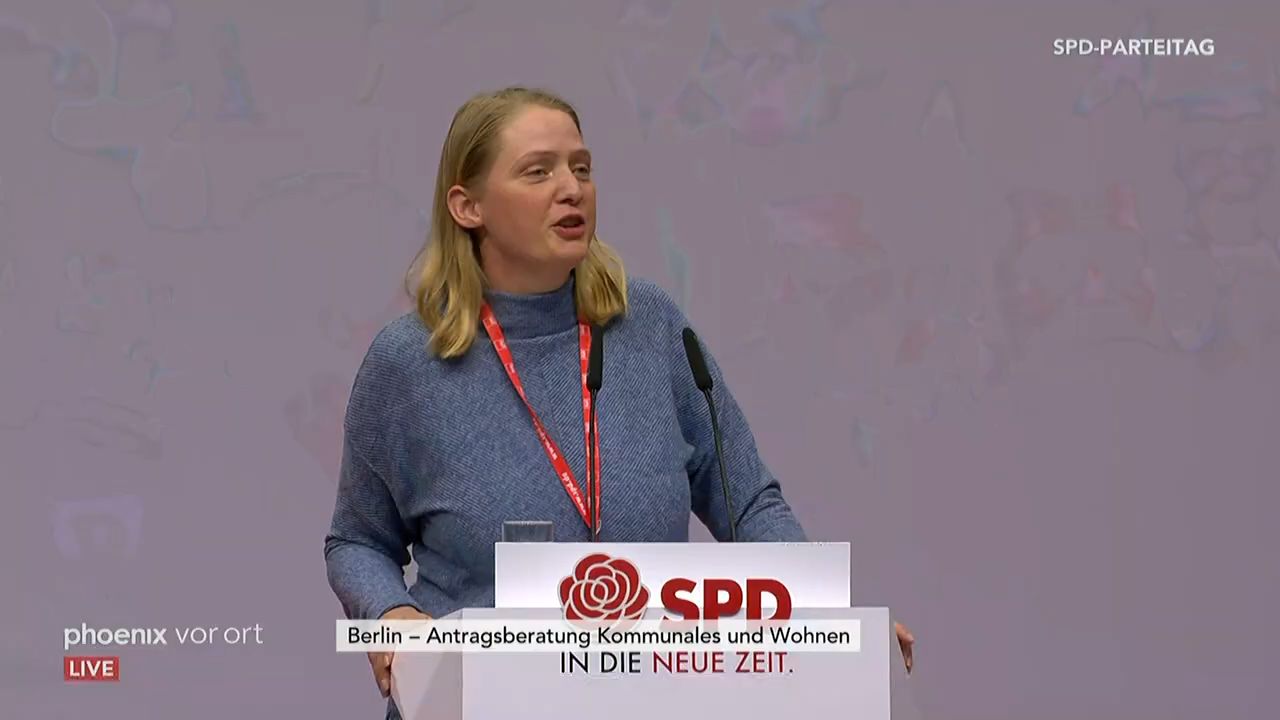 SPD-PARTEITAG
SPD
phoenix vor ort
Berlin – Antragsberatung Kommunales und Wohnen
LIVE
IN DIE NEUE ZEIT.